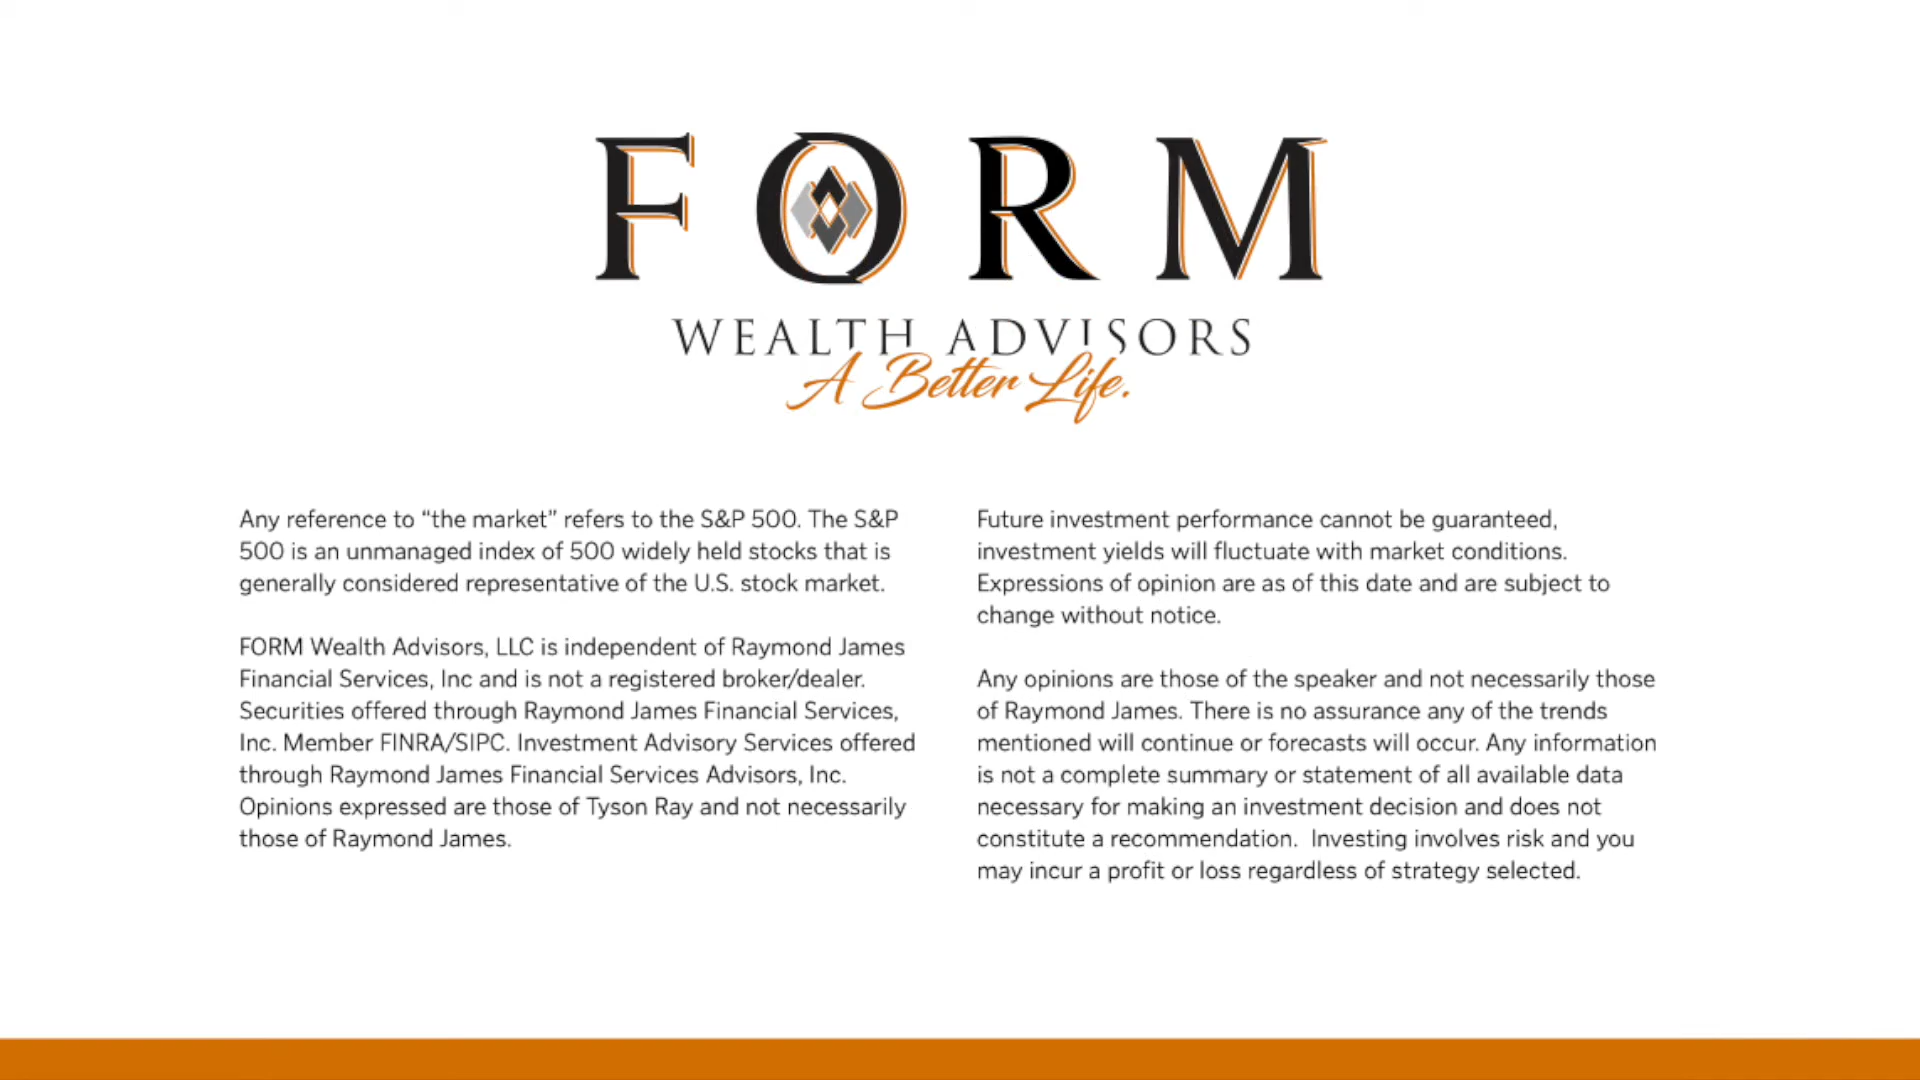 FORM
WEALTH ADVISORS
A Better Life.
Any reference to “the market” refers to the S&P 500. The S&P
500 is an unmanaged index of 500 widely held stocks that is
generally considered representative of the U.S. stock market.
FORM Wealth Advisors, LLC is independent of Raymond James
Financial Services, Inc and is not a registered broker/dealer.
Securities offered through Raymond James Financial Services,
Inc. Member FINRA/SIPC. Investment Advisory Services offered
through Raymond James Financial Services Advisors, Inc.
Opinions expressed are those of Tyson Ray and not necessarily
those of Raymond James.
Future investment performance cannot be guaranteed,
investment yields will fluctuate with market conditions.
Expressions of opinion are as of this date and are subject to
change without notice.
Any opinions are those of the speaker and not necessarily those
of Raymond James. There is no assurance any of the trends
mentioned will continue or forecasts will occur. Any information
is not a complete summary or statement of all available data
necessary for making an investment decision and does not
constitute a recommendation.  Investing involves risk and you
may incur a profit or loss regardless of strategy selected.